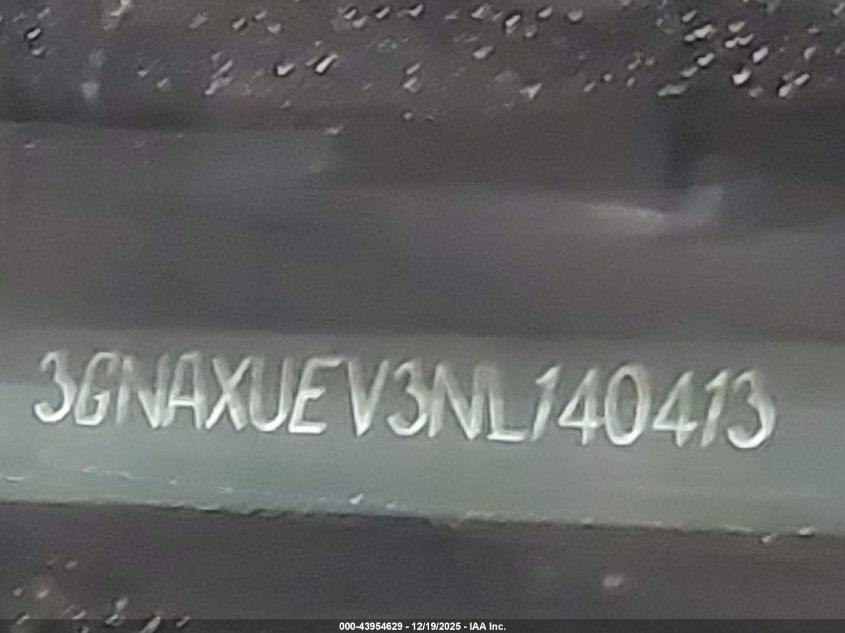 3GNAXUEV3NL140413
000-43954629 - 12/19/2025 - IAA Inc.